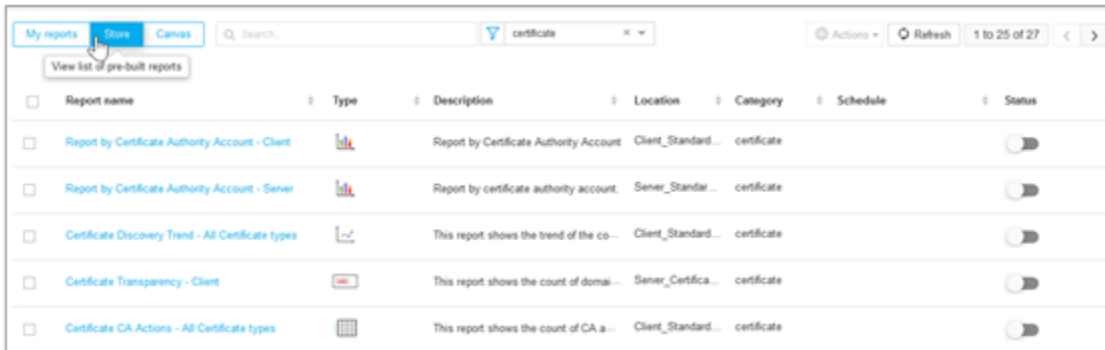 My reports Store Canvas Search... certificate Actions Refresh 1 to 25 of 27
View list of pre-built reports
Report name Type Description Location Category Schedule Status
Report by Certificate Authority Account - Client Report by Certificate Authority Account Client_Standard... certificate
Report by Certificate Authority Account - Server Report by certificate authority account. Server_Standar... certificate
Certificate Discovery Trend - All Certificate types This report shows the trend of the co... Client_Standard... certificate
Certificate Transparency - Client This report shows the count of domai... Server_Certifica... certificate
Certificate CA Actions - All Certificate types This report shows the count of CA a... Client_Standard... certificate